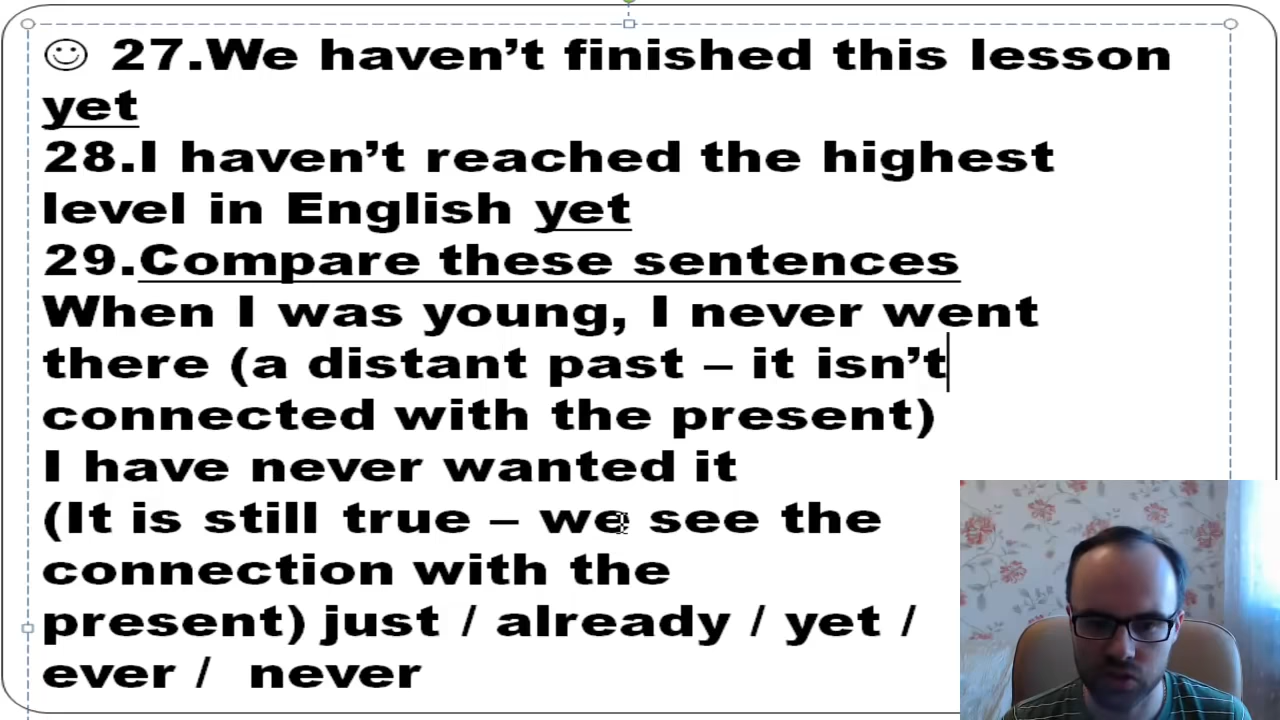 ☺ 27.We haven’t finished this lesson
yet
28.I haven’t reached the highest
level in English yet
29.Compare these sentences
When I was young, I never went
there (a distant past – it isn’t
connected with the present)
I have never wanted it
(It is still true – we see the
connection with the
present) just / already / yet /
ever / never